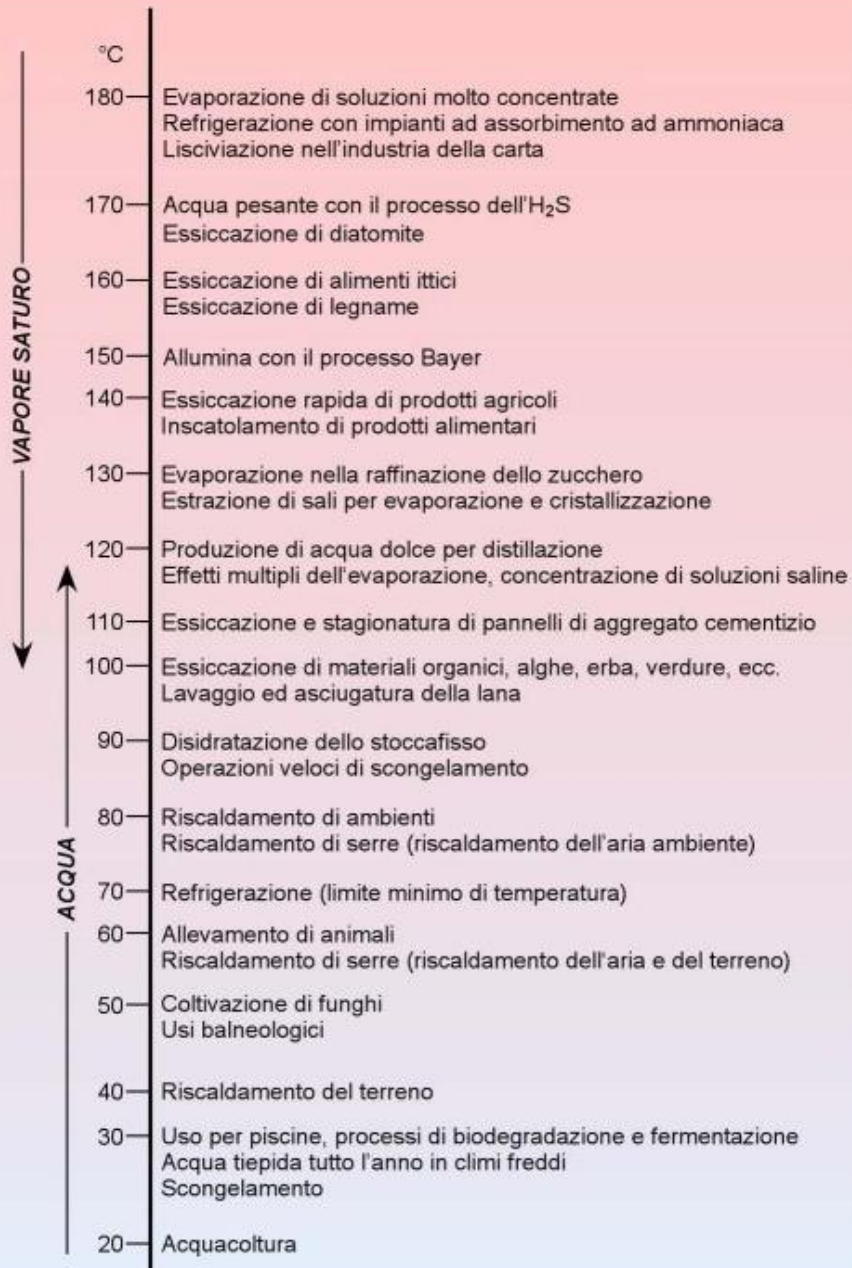 °C
180 Evaporazione di soluzioni molto concentrate
Refrigerazione con impianti ad assorbimento ad ammoniaca
Lisciviazione nell'industria della carta
170 Acqua pesante con il processo dell'H₂S
Essiccazione di diatomite
160 Essiccazione di alimenti ittici
Essiccazione di legname
150 Allumina con il processo Bayer
140 Essiccazione rapida di prodotti agricoli
Inscatolamento di prodotti alimentari
130 Evaporazione nella raffinazione dello zucchero
Estrazione di sali per evaporazione e cristallizzazione
120 Produzione di acqua dolce per distillazione
Effetti multipli dell'evaporazione, concentrazione di soluzioni saline
110 Essiccazione e stagionatura di pannelli di aggregato cementizio
100 Essiccazione di materiali organici, alghe, erba, verdure, ecc.
Lavaggio ed asciugatura della lana
90 Disidratazione dello stoccafisso
Operazioni veloci di scongelamento
80 Riscaldamento di ambienti
Riscaldamento di serre (riscaldamento dell'aria ambiente)
70 Refrigerazione (limite minimo di temperatura)
60 Allevamento di animali
Riscaldamento di serre (riscaldamento dell'aria e del terreno)
50 Coltivazione di funghi
Usi balneologici
40 Riscaldamento del terreno
30 Uso per piscine, processi di biodegradazione e fermentazione
Acqua tiepida tutto l'anno in climi freddi
Scongelamento
20 Acquacoltura
VAPORE SATURO
ACQUA